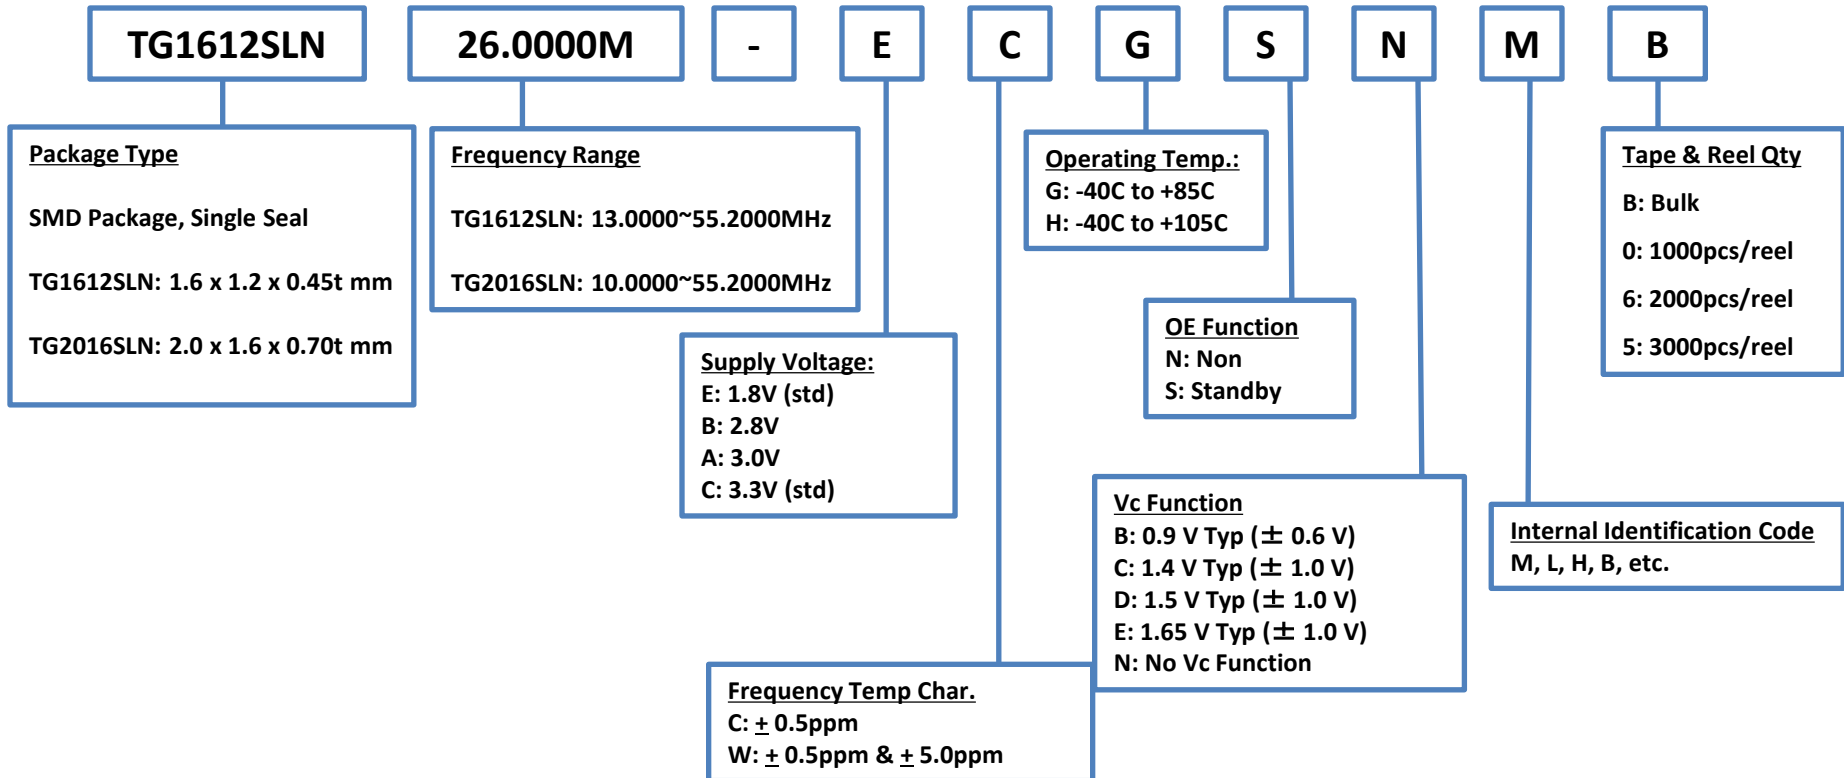 TG1612SLN 26.0000M - E C G S N M B
Package Type
SMD Package, Single Seal
TG1612SLN: 1.6 x 1.2 x 0.45t mm
TG2016SLN: 2.0 x 1.6 x 0.70t mm
Frequency Range
TG1612SLN: 13.0000~55.2000MHz
TG2016SLN: 10.0000~55.2000MHz
Operating Temp.:
G: -40C to +85C
H: -40C to +105C
Tape & Reel Qty
B: Bulk
0: 1000pcs/reel
6: 2000pcs/reel
5: 3000pcs/reel
OE Function
N: Non
S: Standby
Supply Voltage:
E: 1.8V (std)
B: 2.8V
A: 3.0V
C: 3.3V (std)
Vc Function
B: 0.9 V Typ (± 0.6 V)
C: 1.4 V Typ (± 1.0 V)
D: 1.5 V Typ (± 1.0 V)
E: 1.65 V Typ (± 1.0 V)
N: No Vc Function
Internal Identification Code
M, L, H, B, etc.
Frequency Temp Char.
C: ± 0.5ppm
W: ± 0.5ppm & ± 5.0ppm